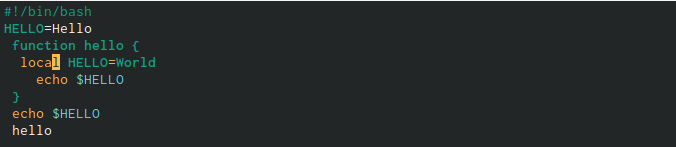 #!/bin/bash
HELLO=Hello
function hello {
local HELLO=World
echo $HELLO
}
echo $HELLO
hello